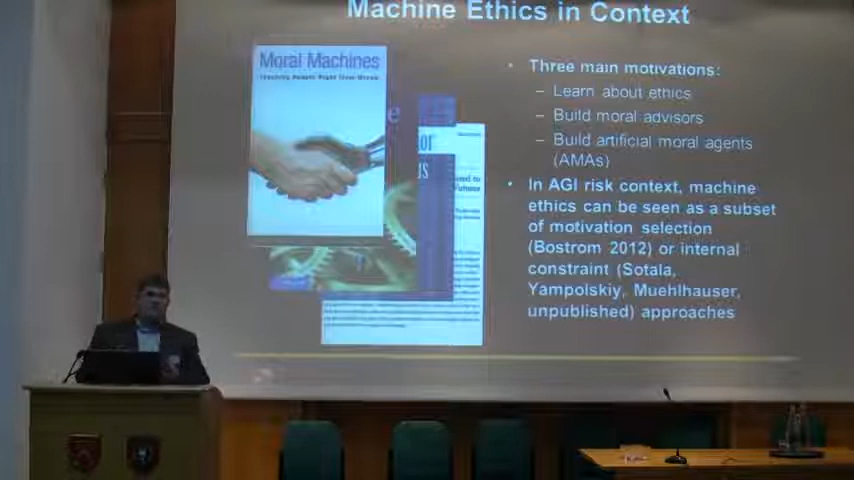 Machine Ethics in Context
Moral Machines
Teaching Robots Right from Wrong
• Three main motivations:
– Learn about ethics
– Build moral advisors
– Build artificial moral agents
(AMAs)
• In AGI risk context, machine
ethics can be seen as a subset
of motivation selection
(Bostrom 2012) or internal
constraint (Sotala,
Yampolskiy, Muehlhauser,
unpublished) approaches